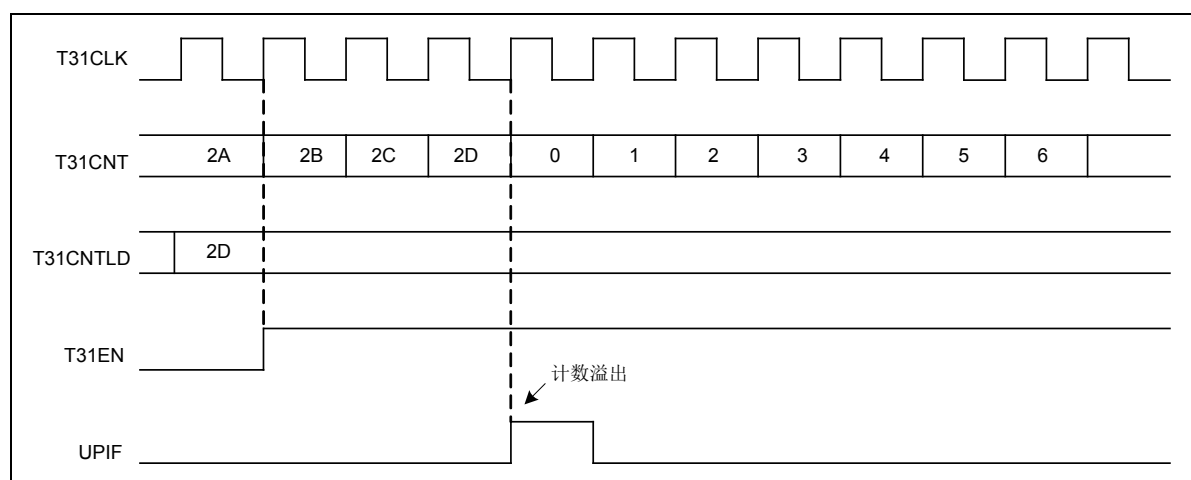 T31CLK
T31CNT 2A 2B 2C 2D 0 1 2 3 4 5 6
T31CNTLD 2D
T31EN
计数溢出
UPIF